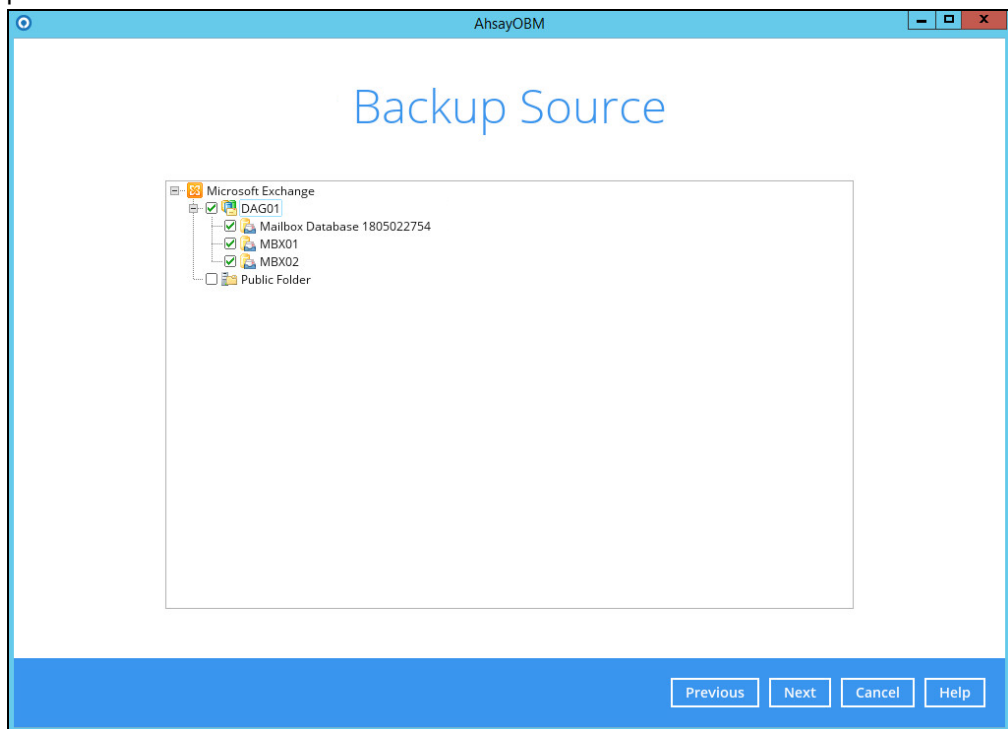 AhsayOBM
Backup Source
Microsoft Exchange
DAG01
Mailbox Database 1805022754
MBX01
MBX02
Public Folder
Previous Next Cancel Help